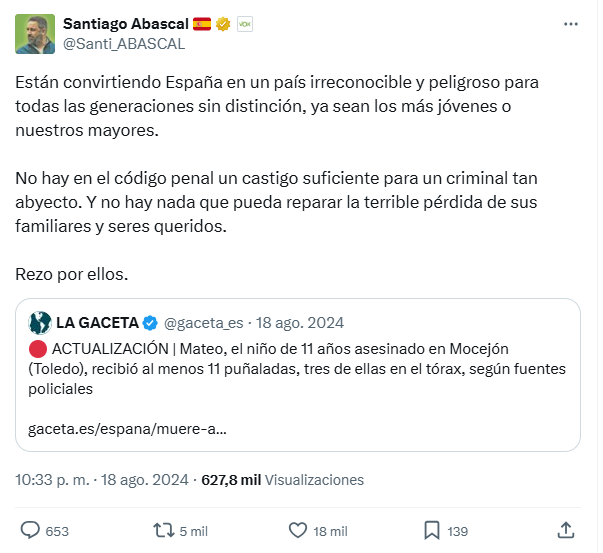 Santiago Abascal 🇪🇸 VOX
@Santi_ABASCAL
Están convirtiendo España en un país irreconocible y peligroso para
todas las generaciones sin distinción, ya sean los más jóvenes o
nuestros mayores.
No hay en el código penal un castigo suficiente para un criminal tan
abyecto. Y no hay nada que pueda reparar la terrible pérdida de sus
familiares y seres queridos.
Rezo por ellos.
LA GACETA @gaceta_es · 18 ago. 2024
🔴 ACTUALIZACIÓN | Mateo, el niño de 11 años asesinado en Mocejón
(Toledo), recibió al menos 11 puñaladas, tres de ellas en el tórax, según fuentes
policiales
gaceta.es/espana/muere-a...
10:33 p. m. · 18 ago. 2024 · 627,8 mil Visualizaciones
653 5 mil 18 mil 139